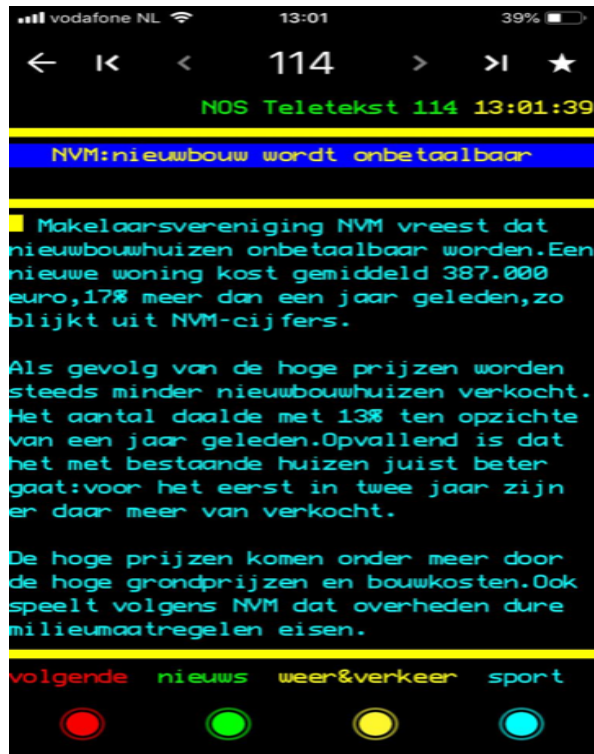 vodafone NL 13:01 39%
114
NOS Teletekst 114 13:01:39
NVM:nieuwbouw wordt onbetaalbaar
Makelaarsvereniging NVM vreest dat
nieuwbouwhuizen onbetaalbaar worden.Een
nieuwe woning kost gemiddeld 387.000
euro,17% meer dan een jaar geleden,zo
blijkt uit NVM-cijfers.
Als gevolg van de hoge prijzen worden
steeds minder nieuwbouwhuizen verkocht.
Het aantal daalde met 13% ten opzichte
van een jaar geleden.Opvallend is dat
het met bestaande huizen juist beter
gaat:voor het eerst in twee jaar zijn
er daar meer van verkocht.
De hoge prijzen komen onder meer door
de hoge grondprijzen en bouwkosten.Ook
speelt volgens NVM dat overheden dure
milieumaatregelen eisen.
volgende nieuws weer&verkeer sport